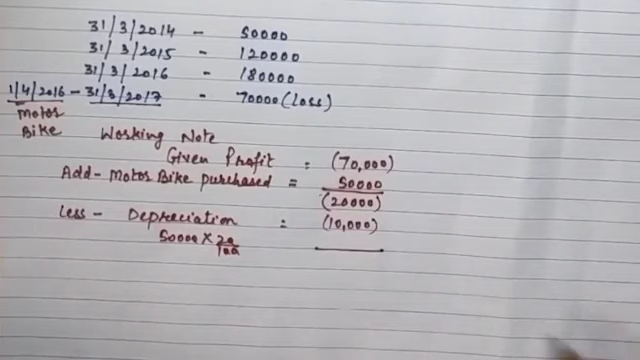 31/3/2014 - 50000
31/3/2015 - 120000
31/3/2016 - 180000
1/4/2016 - 31/3/2017 - 70000 (Loss)
Motor
Bike
Working Note
Given Profit : (70,000)
Add - Motor Bike purchased = 50000
(20000)
Less - Depreciation : (10,000)
50000 X 20/100